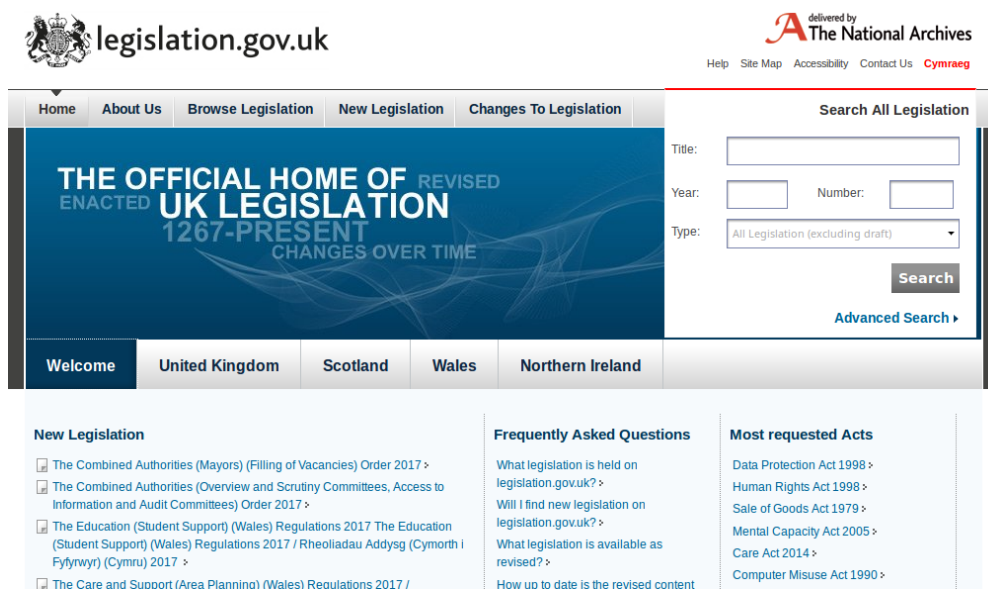 legislation.gov.uk
delivered by
The National Archives
Help Site Map Accessibility Contact Us Cymraeg
Home About Us Browse Legislation New Legislation Changes To Legislation
Search All Legislation
Title:
Year: Number:
Type: All Legislation (excluding draft)
Search
Advanced Search
THE OFFICIAL HOME OF REVISED
ENACTED UK LEGISLATION
1267-PRESENT
CHANGES OVER TIME
Welcome United Kingdom Scotland Wales Northern Ireland
New Legislation
The Combined Authorities (Mayors) (Filling of Vacancies) Order 2017
The Combined Authorities (Overview and Scrutiny Committees, Access to
Information and Audit Committees) Order 2017
The Education (Student Support) (Wales) Regulations 2017 The Education
(Student Support) (Wales) Regulations 2017 / Rheoliadau Addysg (Cymorth i
Fyfyrwyr) (Cymru) 2017
The Care and Support (Area Planning) (Wales) Regulations 2017 /
Frequently Asked Questions
What legislation is held on
legislation.gov.uk?
Will I find new legislation on
legislation.gov.uk?
What legislation is available as
revised?
How up to date is the revised content
Most requested Acts
Data Protection Act 1998
Human Rights Act 1998
Sale of Goods Act 1979
Mental Capacity Act 2005
Care Act 2014
Computer Misuse Act 1990